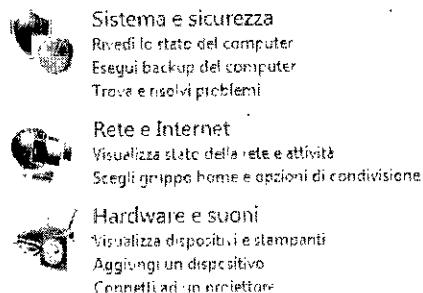 Sistema e sicurezza
Rivedi lo stato del computer
Esegui backup del computer
Trova e risolvi problemi
Rete e Internet
Visualizza stato della rete e attività
Scegli gruppo home e opzioni di condivisione
Hardware e suoni
Visualizza dispositivi e stampanti
Aggiungi un dispositivo
Connetti ad un proiettore